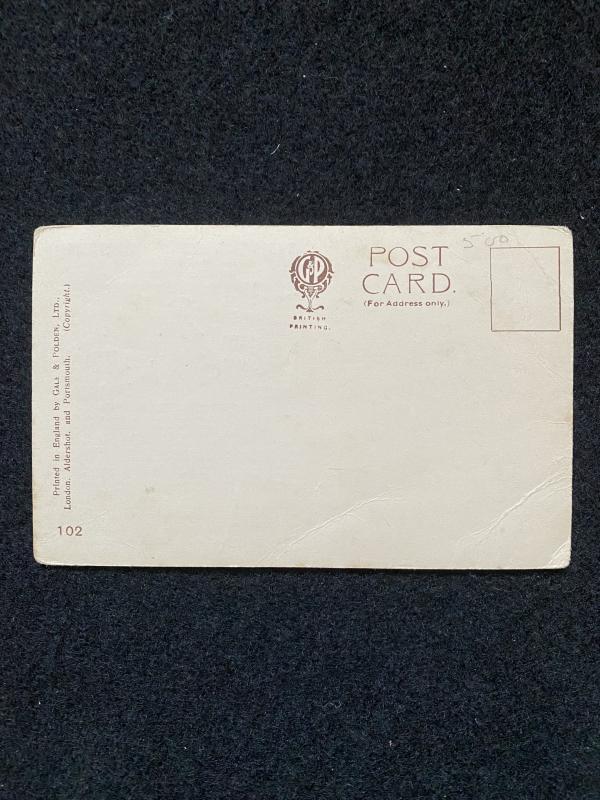 5 00
POST
CARD.
(For Address only.)
G&P
BRITISH
PRINTING.
Printed in England by GALE & POLDEN, LTD.,
London, Aldershot, and Portsmouth. (Copyright.)
102